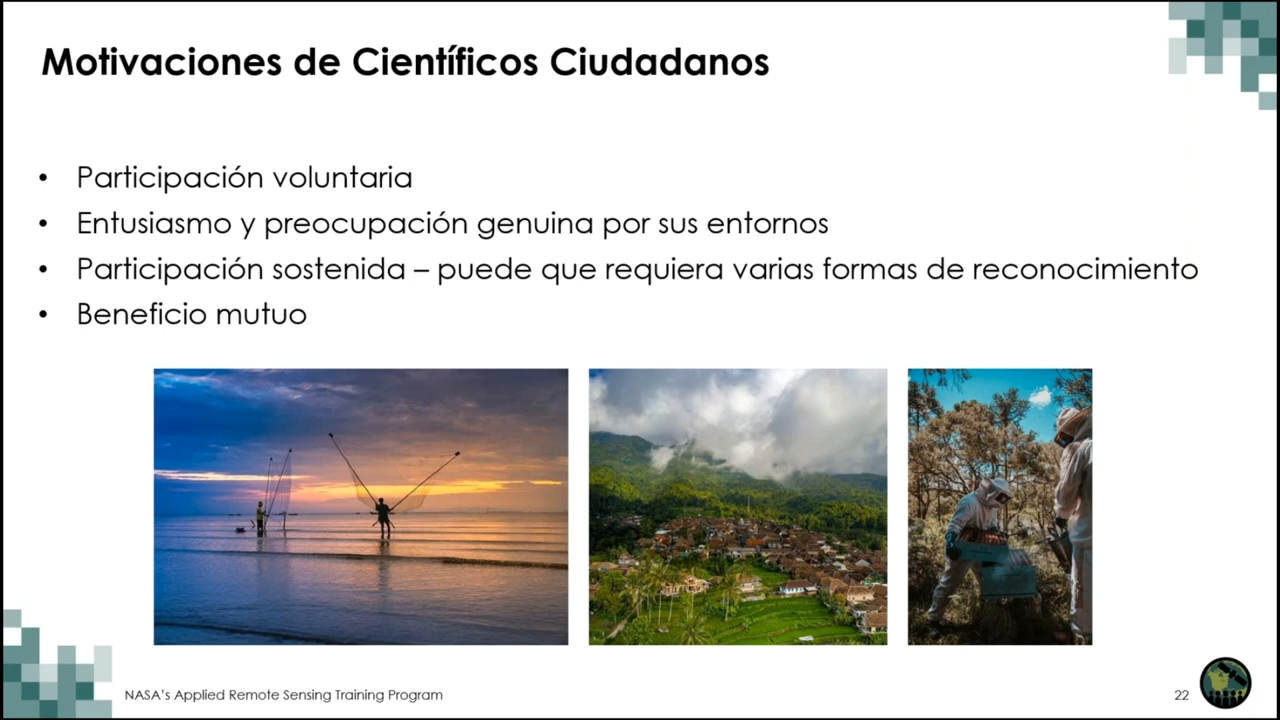 Motivaciones de Científicos Ciudadanos
• Participación voluntaria
• Entusiasmo y preocupación genuina por sus entornos
• Participación sostenida – puede que requiera varias formas de reconocimiento
• Beneficio mutuo
NASA's Applied Remote Sensing Training Program
22